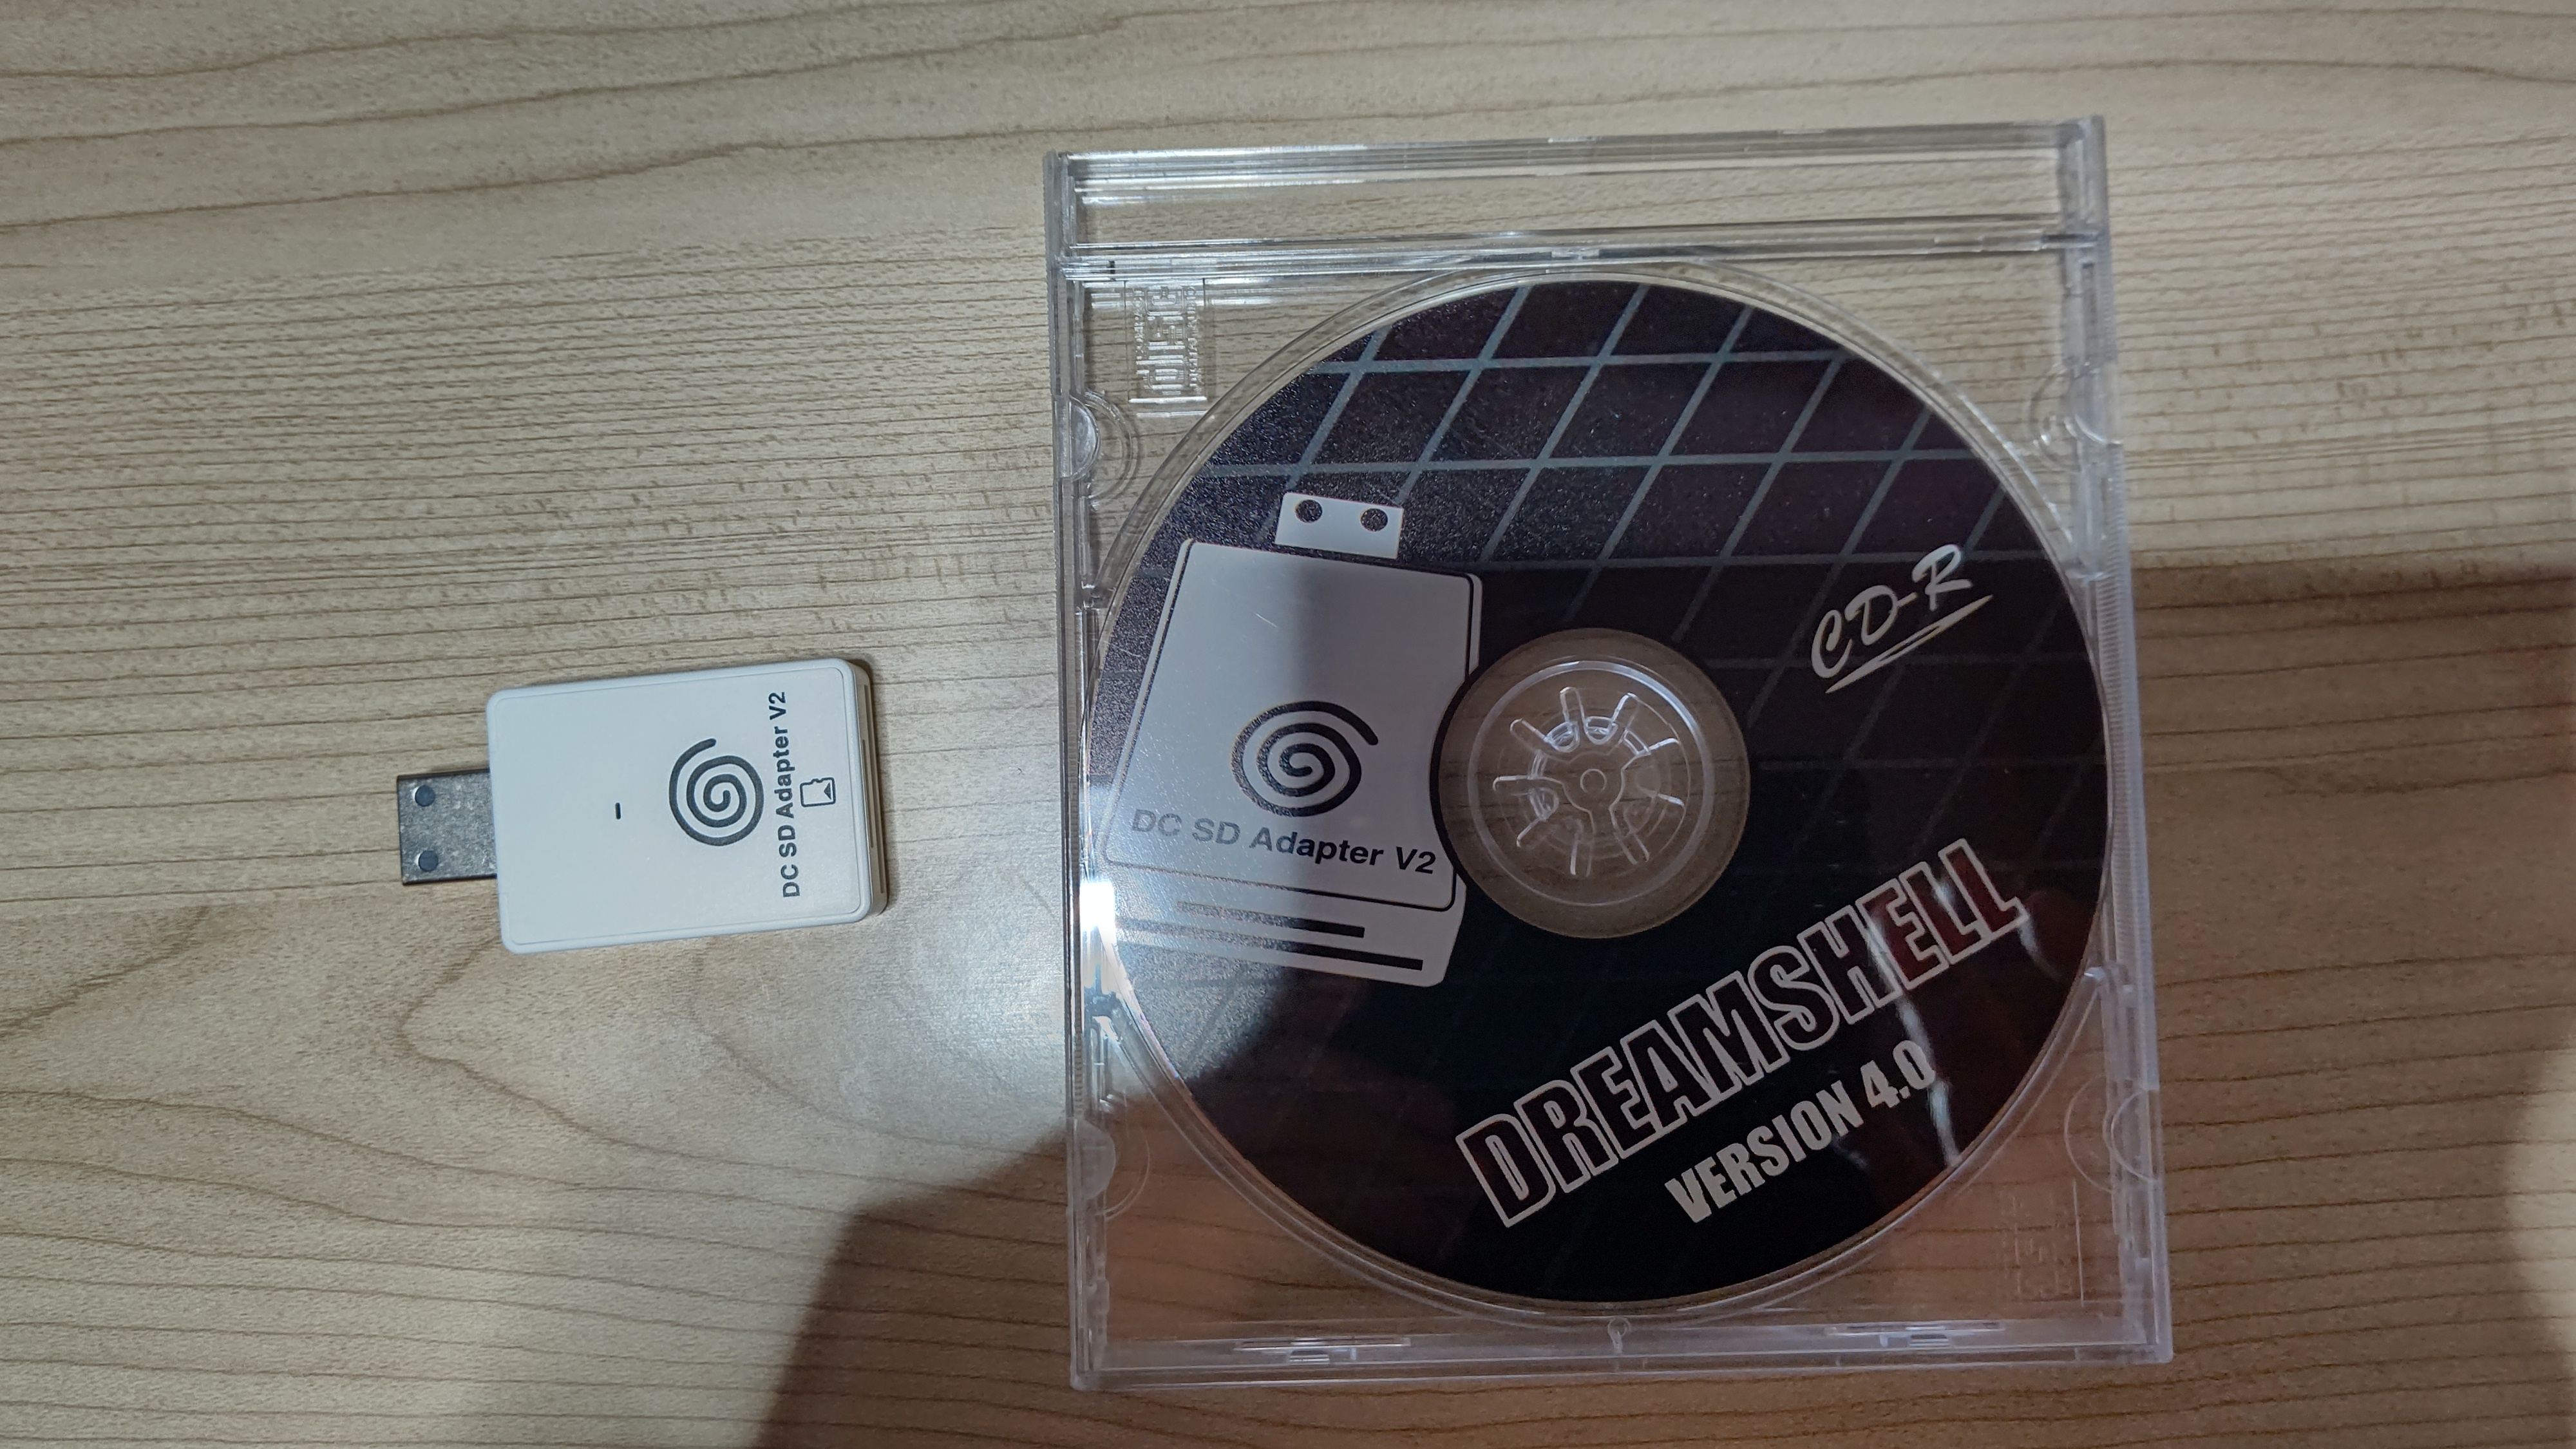 DC SD Adapter V2
CD-R
DC SD Adapter V2
DREAMSHELL
VERSION 4.0